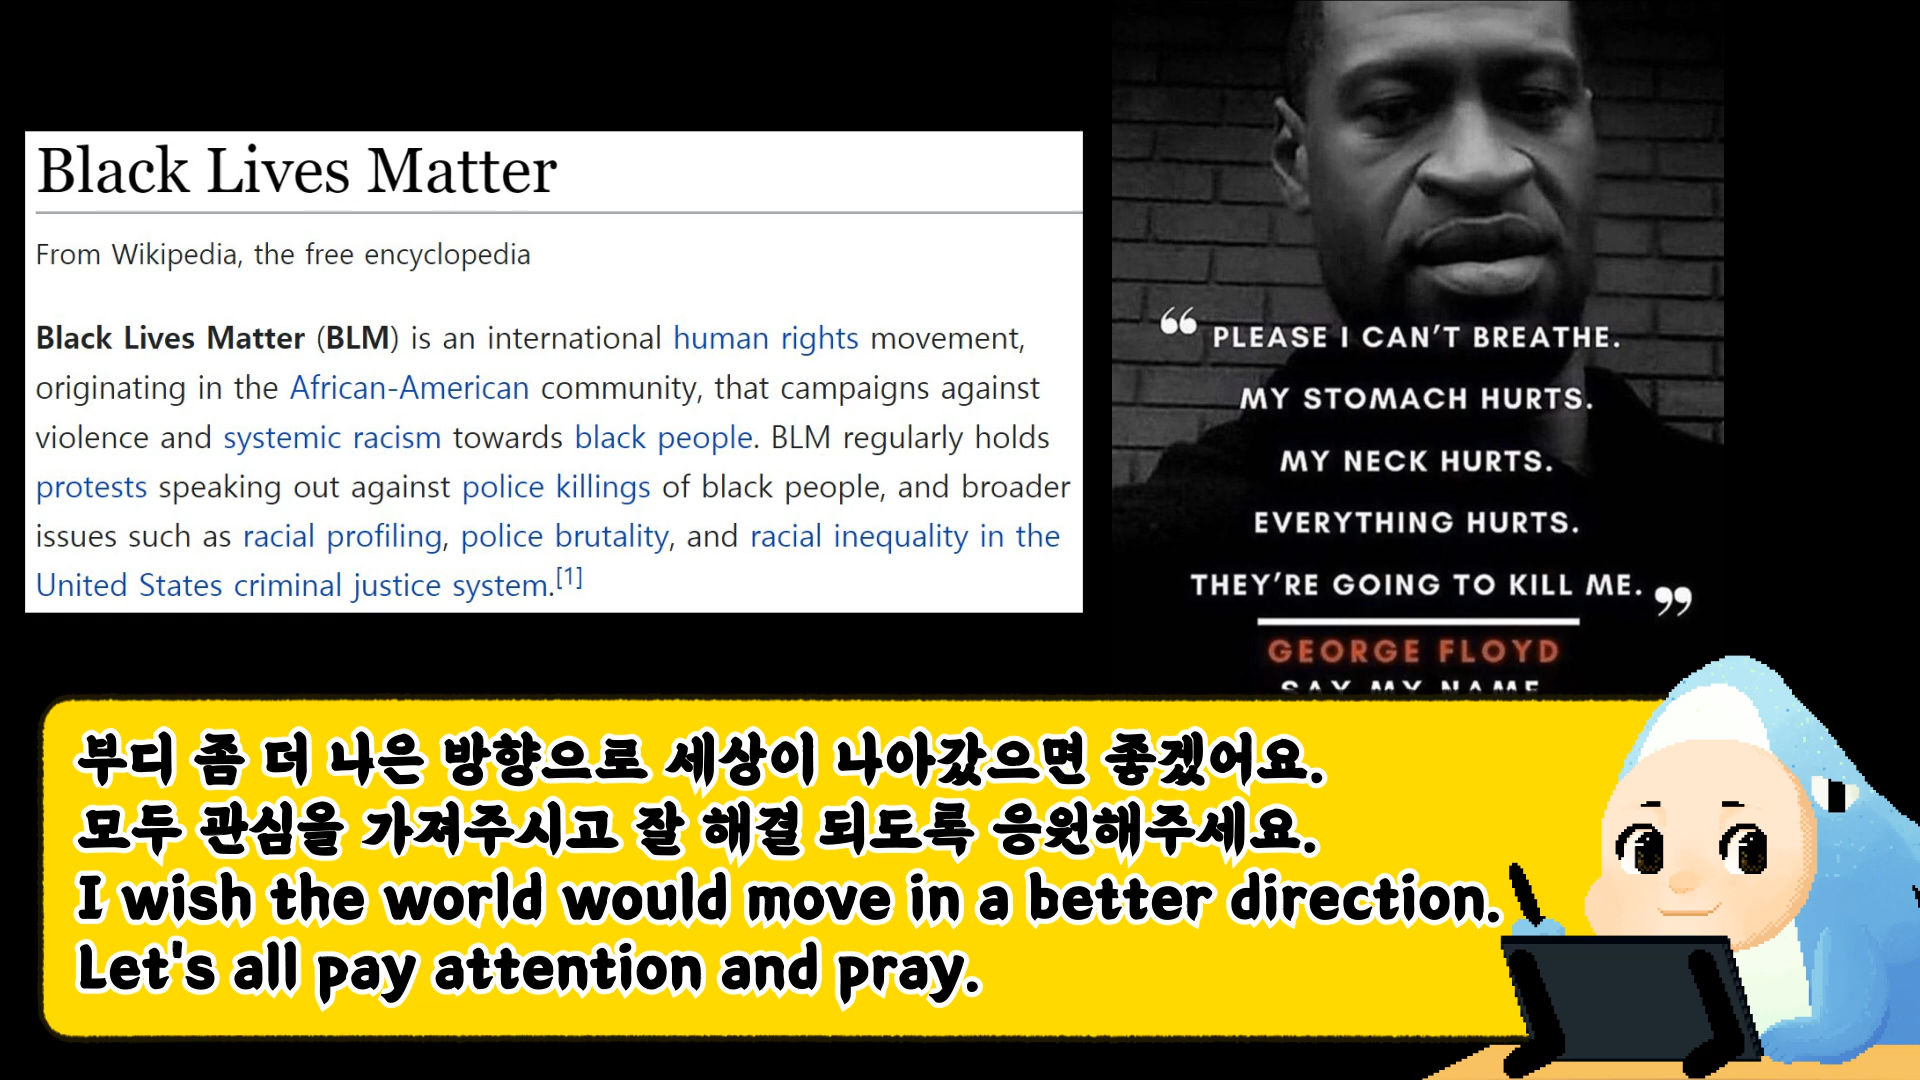 Black Lives Matter
From Wikipedia, the free encyclopedia
Black Lives Matter (BLM) is an international human rights movement,
originating in the African-American community, that campaigns against
violence and systemic racism towards black people. BLM regularly holds
protests speaking out against police killings of black people, and broader
issues such as racial profiling, police brutality, and racial inequality in the
United States criminal justice system.[1]
“ PLEASE I CAN’T BREATHE.
MY STOMACH HURTS.
MY NECK HURTS.
EVERYTHING HURTS.
THEY’RE GOING TO KILL ME. ”
GEORGE FLOYD
SAY MY NAME
부디 좀 더 나은 방향으로 세상이 나아갔으면 좋겠어요.
모두 관심을 가져주시고 잘 해결 되도록 응원해주세요.
I wish the world would move in a better direction.
Let's all pay attention and pray.